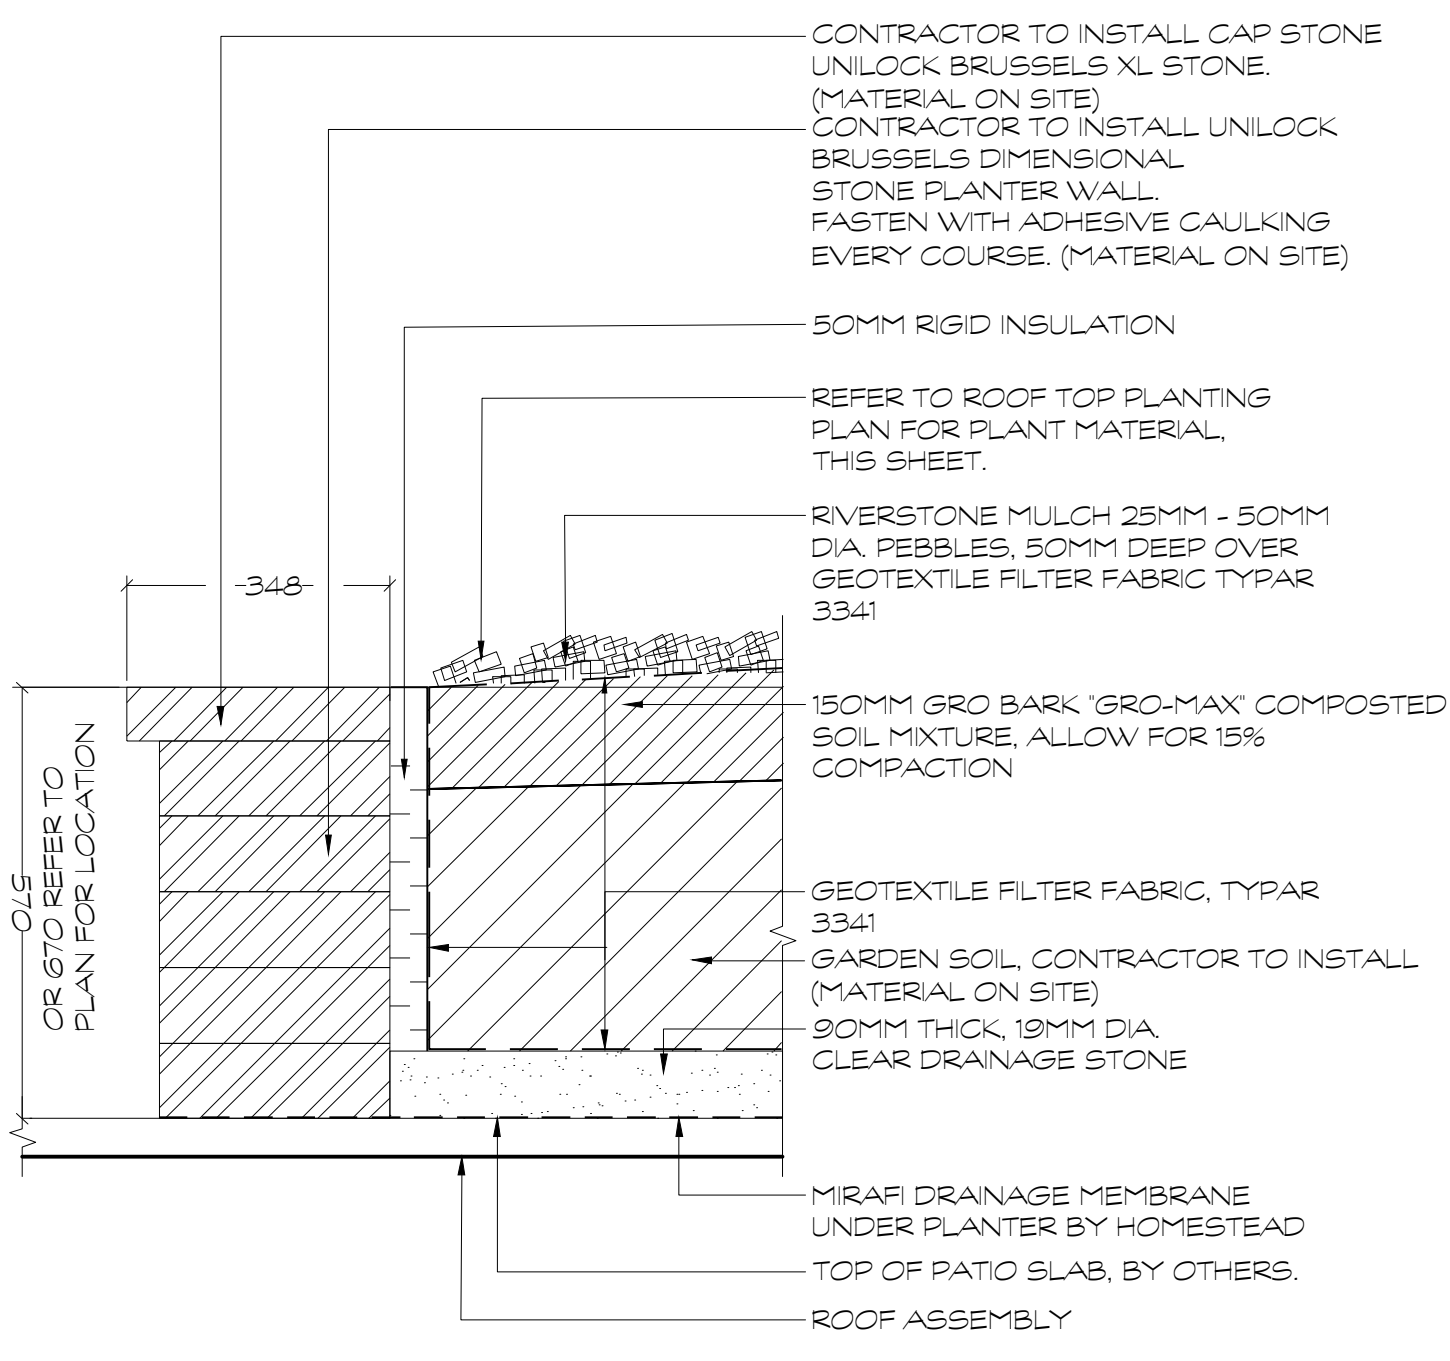 CONTRACTOR TO INSTALL CAP STONE
UNILOCK BRUSSELS XL STONE.
(MATERIAL ON SITE)
CONTRACTOR TO INSTALL UNILOCK
BRUSSELS DIMENSIONAL
STONE PLANTER WALL.
FASTEN WITH ADHESIVE CAULKING
EVERY COURSE. (MATERIAL ON SITE)
50MM RIGID INSULATION
REFER TO ROOF TOP PLANTING
PLAN FOR PLANT MATERIAL,
THIS SHEET.
RIVERSTONE MULCH 25MM - 50MM
DIA. PEBBLES, 50MM DEEP OVER
GEOTEXTILE FILTER FABRIC TYPAR
3341
348
150MM GRO BARK "GRO-MAX" COMPOSTED
SOIL MIXTURE, ALLOW FOR 15%
COMPACTION
570
OR 670 REFER TO
PLAN FOR LOCATION
GEOTEXTILE FILTER FABRIC, TYPAR
3341
GARDEN SOIL, CONTRACTOR TO INSTALL
(MATERIAL ON SITE)
90MM THICK, 19MM DIA.
CLEAR DRAINAGE STONE
MIRAFI DRAINAGE MEMBRANE
UNDER PLANTER BY HOMESTEAD
TOP OF PATIO SLAB, BY OTHERS.
ROOF ASSEMBLY